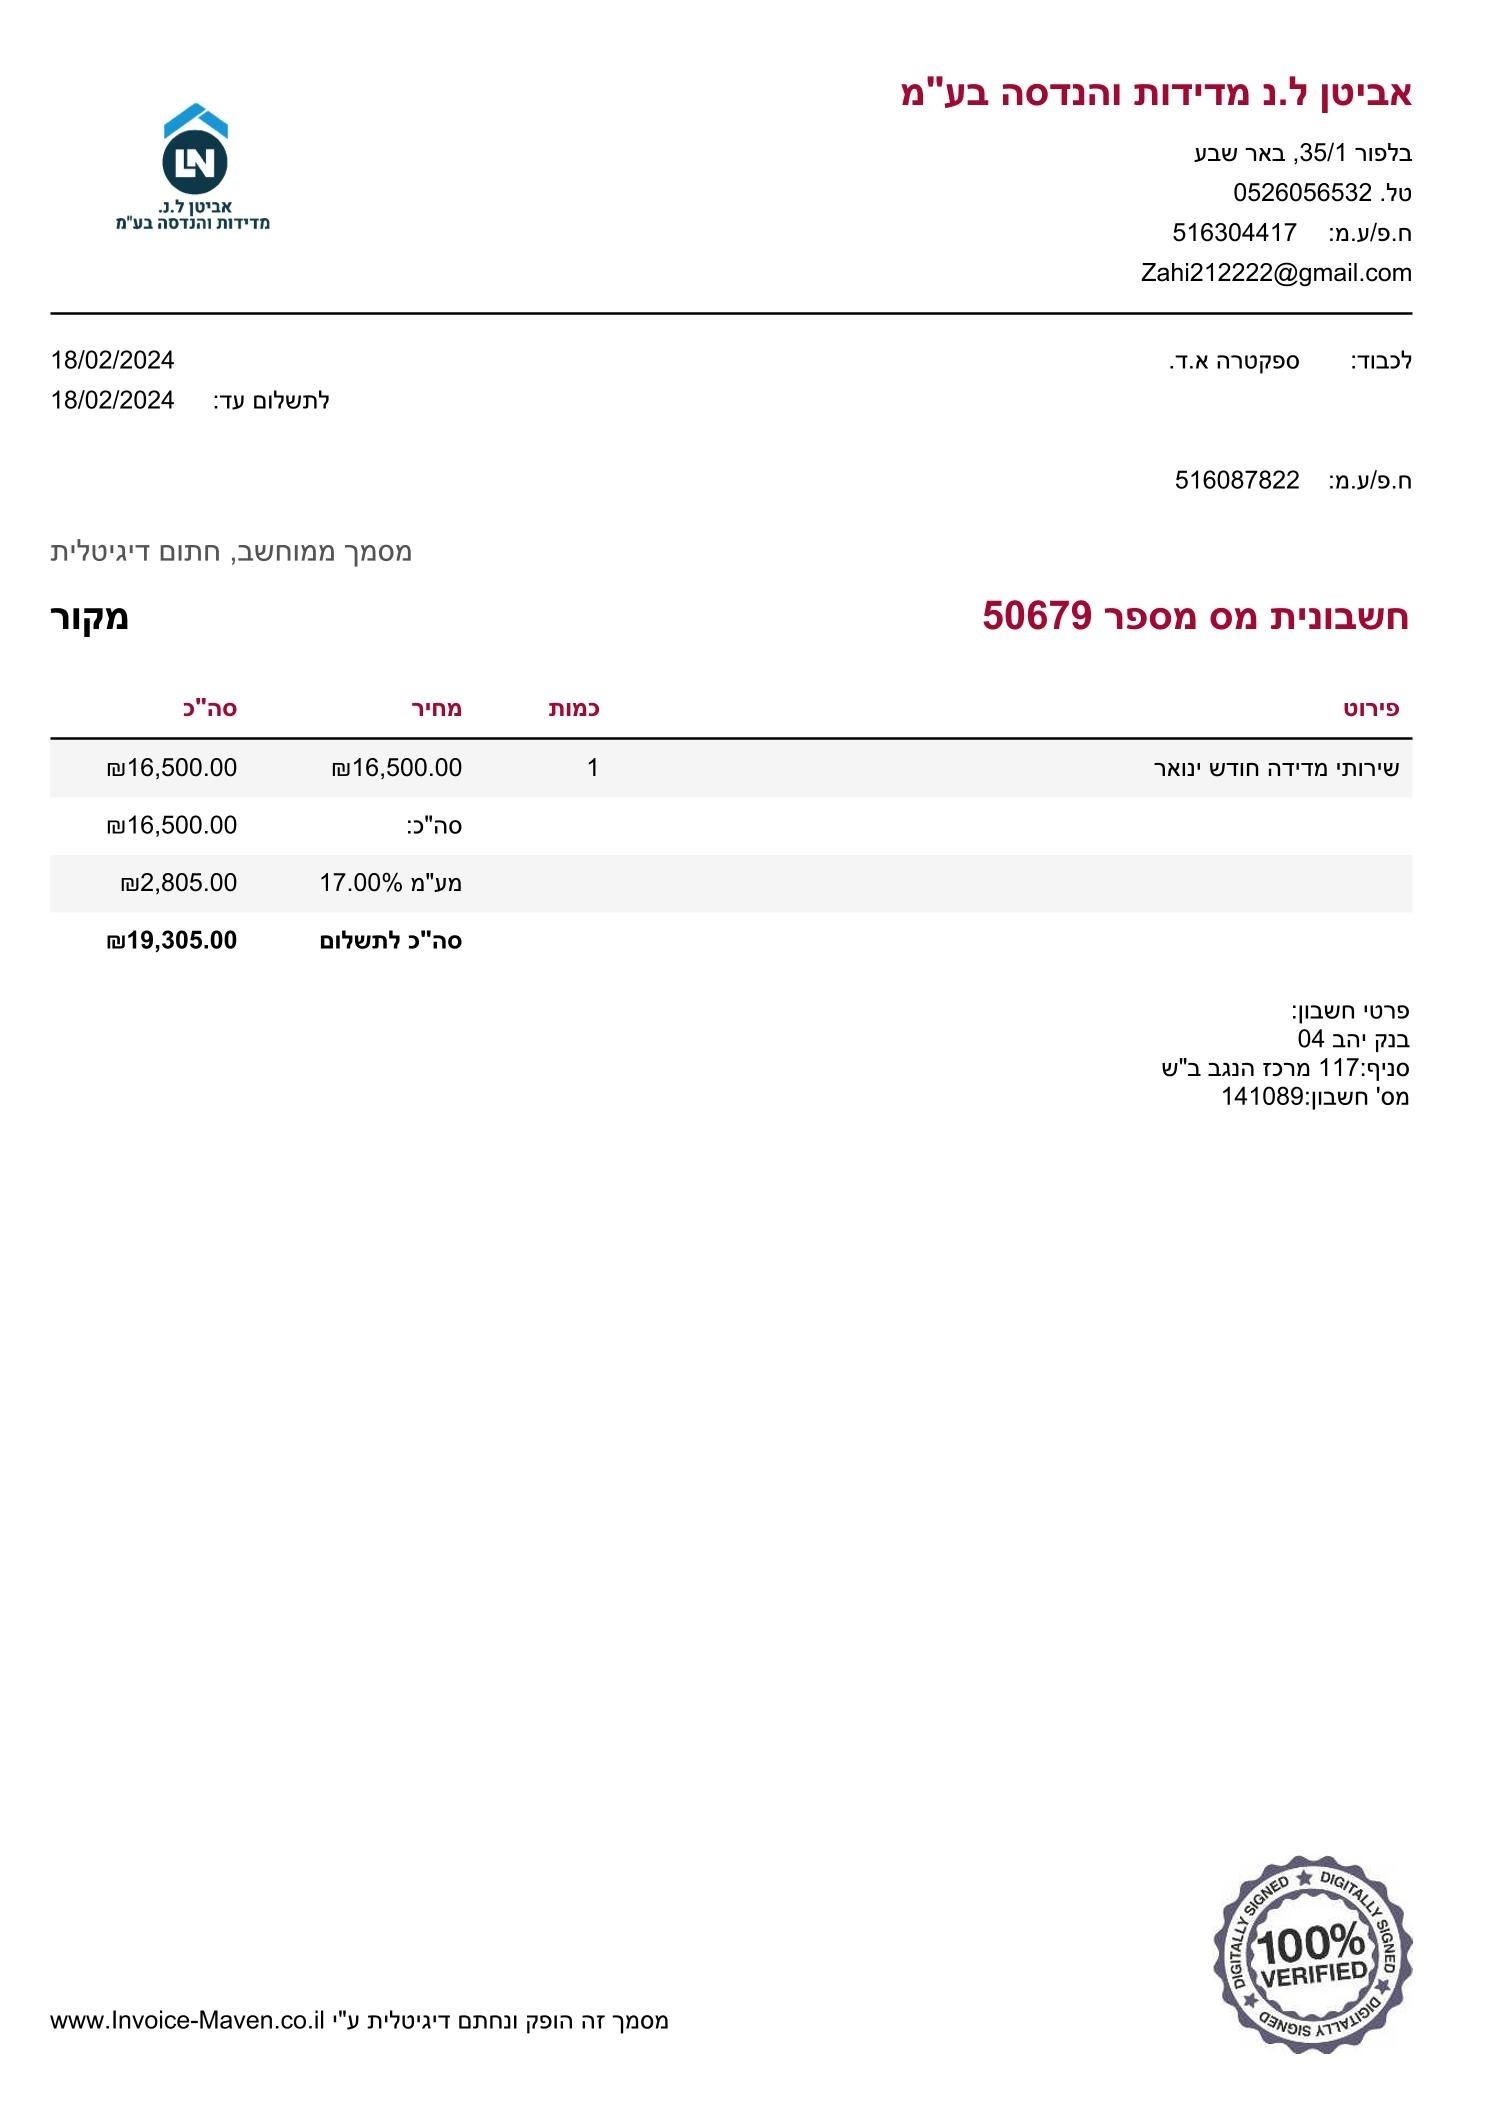 אביטן ל.נ מדידות והנדסה בע"מ
LN
אביטן ל.נ.
מדידות והנדסה בע"מ
בלפור 35/1, באר שבע
טל. 0526056532
ח.פ/ע.מ: 516304417
Zahi212222@gmail.com
לכבוד: ספקטרה א.ד.
18/02/2024
לתשלום עד: 18/02/2024
ח.פ/ע.מ: 516087822
מסמך ממוחשב, חתום דיגיטלית
חשבונית מס מספר 50679 מקור
פירוט כמות מחיר סה"כ
שירותי מדידה חודש ינואר 1 ₪16,500.00 ₪16,500.00
סה"כ: ₪16,500.00
מע"מ 17.00% ₪2,805.00
סה"כ לתשלום ₪19,305.00
פרטי חשבון:
בנק יהב 04
סניף:117 מרכז הנגב ב"ש
מס' חשבון:141089
DIGITALLY SIGNED ★ DIGITALLY SIGNED ★ DIGITALLY SIGNED ★
100%
VERIFIED
מסמך זה הופק ונחתם דיגיטלית ע"י www.Invoice-Maven.co.il